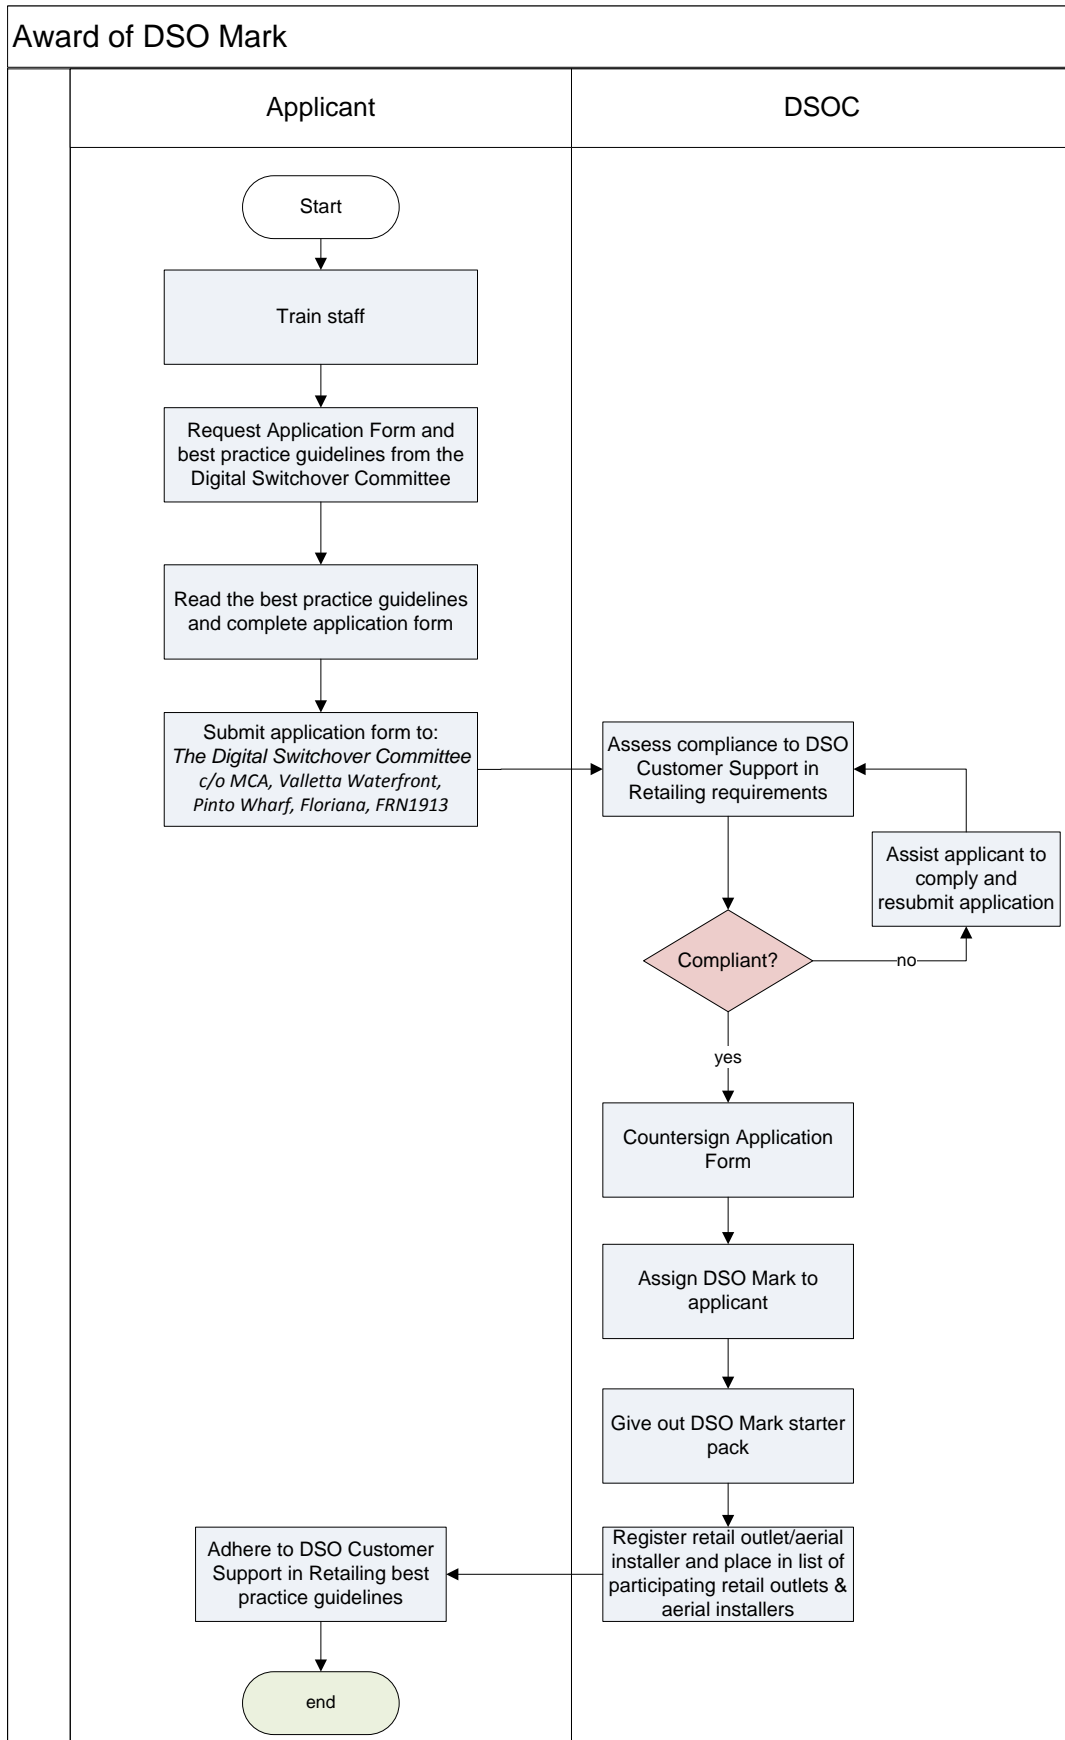 Award of DSO Mark
Applicant
DSOC
Start
Train staff
Request Application Form and
best practice guidelines from the
Digital Switchover Committee
Read the best practice guidelines
and complete application form
Submit application form to:
The Digital Switchover Committee
c/o MCA, Valletta Waterfront,
Pinto Wharf, Floriana, FRN1913
Assess compliance to DSO
Customer Support in
Retailing requirements
Assist applicant to
comply and
resubmit application
Compliant?
no
yes
Countersign Application
Form
Assign DSO Mark to
applicant
Give out DSO Mark starter
pack
Register retail outlet/aerial
installer and place in list of
participating retail outlets &
aerial installers
Adhere to DSO Customer
Support in Retailing best
practice guidelines
end